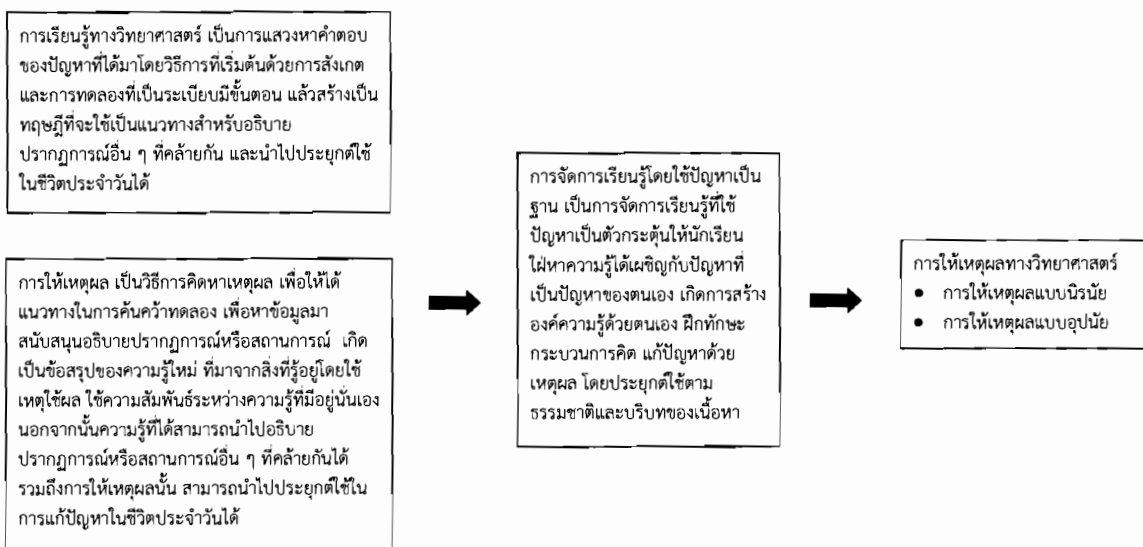 การเรียนรู้ทางวิทยาศาสตร์ เป็นการแสวงหาคำตอบ
ของปัญหาที่ได้มาโดยวิธีการที่เริ่มต้นด้วยการสังเกต
และการทดลองที่เป็นระเบียบมีขั้นตอน แล้วสร้างเป็น
ทฤษฎีที่จะใช้เป็นแนวทางสำหรับอธิบาย
ปรากฏการณ์อื่น ๆ ที่คล้ายกัน และนำไปประยุกต์ใช้
ในชีวิตประจำวันได้
การให้เหตุผล เป็นวิธีการคิดหาเหตุผล เพื่อให้ได้
แนวทางในการค้นคว้าทดลอง เพื่อหาข้อมูลมา
สนับสนุนอธิบายปรากฏการณ์หรือสถานการณ์ เกิด
เป็นข้อสรุปของความรู้ใหม่ ที่มาจากสิ่งที่รู้อยู่โดยใช้
เหตุใช้ผล ใช้ความสัมพันธ์ระหว่างความรู้ที่มีอยู่นั่นเอง
นอกจากนั้นความรู้ที่ได้สามารถนำไปอธิบาย
ปรากฏการณ์หรือสถานการณ์อื่น ๆ ที่คล้ายกันได้
รวมถึงการให้เหตุผลนั้น สามารถนำไปประยุกต์ใช้ใน
การแก้ปัญหาในชีวิตประจำวันได้
การจัดการเรียนรู้โดยใช้ปัญหาเป็น
ฐาน เป็นการจัดการเรียนรู้ที่ใช้
ปัญหาเป็นตัวกระตุ้นให้นักเรียน
ใฝ่หาความรู้ได้เผชิญกับปัญหาที่
เป็นปัญหาของตนเอง เกิดการสร้าง
องค์ความรู้ด้วยตนเอง ฝึกทักษะ
กระบวนการคิด แก้ปัญหาด้วย
เหตุผล โดยประยุกต์ใช้ตาม
ธรรมชาติและบริบทของเนื้อหา
การให้เหตุผลทางวิทยาศาสตร์
● การให้เหตุผลแบบนิรนัย
● การให้เหตุผลแบบอุปนัย